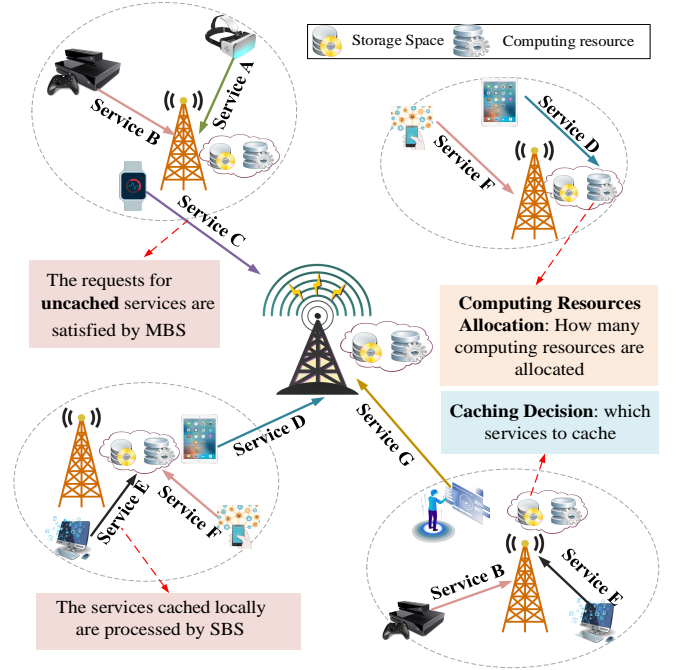 Storage Space
Computing resource
Service A
Service B
Service C
Service D
Service F
The requests for
uncached services are
satisfied by MBS
Computing Resources
Allocation: How many
computing resources are
allocated
Caching Decision: which
services to cache
Service D
Service E
Service F
Service G
Service B
Service E
The services cached locally
are processed by SBS